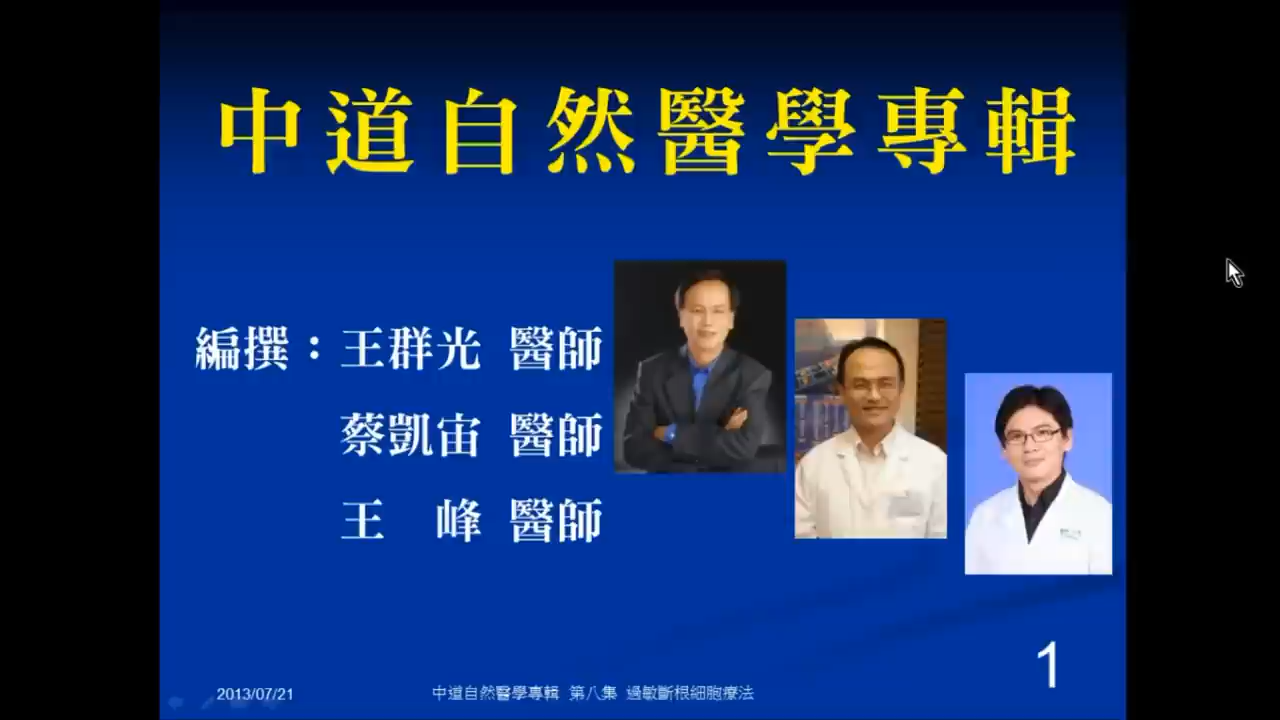 中道自然醫學專輯
編撰：王群光 醫師
蔡凱宙 醫師
王 峰 醫師
1
2013/07/21
中道自然醫學專輯 第八集 過敏斷根細胞療法